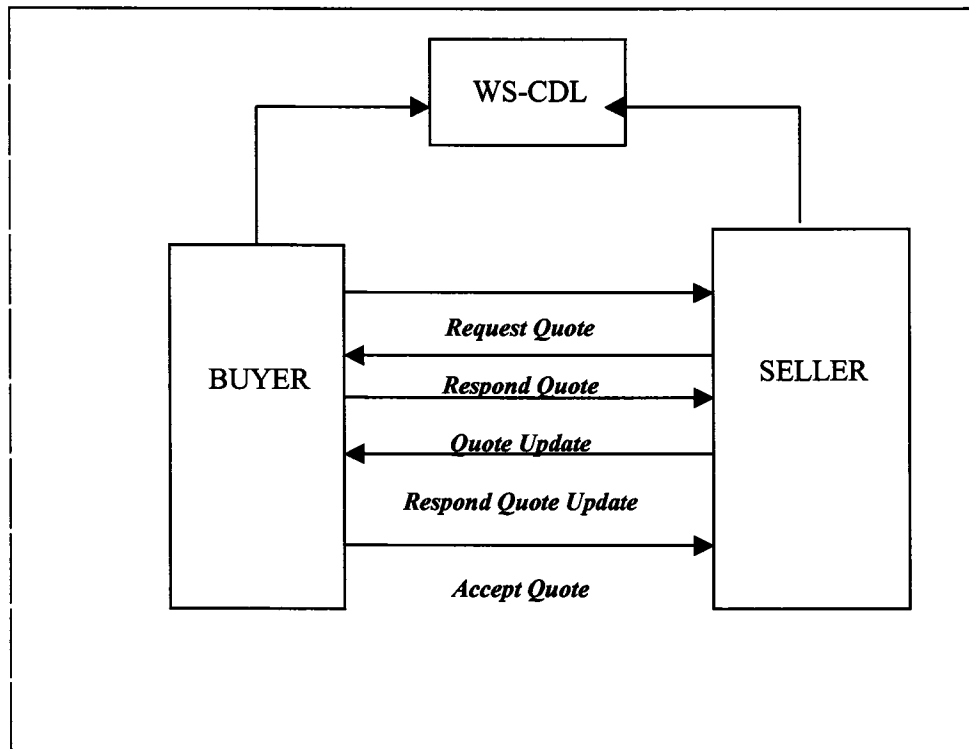 WS-CDL
BUYER
SELLER
Request Quote
Respond Quote
Quote Update
Respond Quote Update
Accept Quote